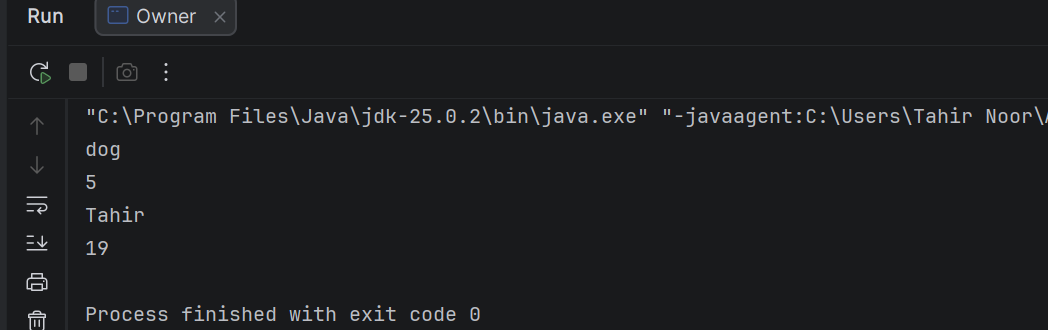 Run Owner
"C:\Program Files\Java\jdk-25.0.2\bin\java.exe" "-javaagent:C:\Users\Tahir Noor\
dog
5
Tahir
19
Process finished with exit code 0